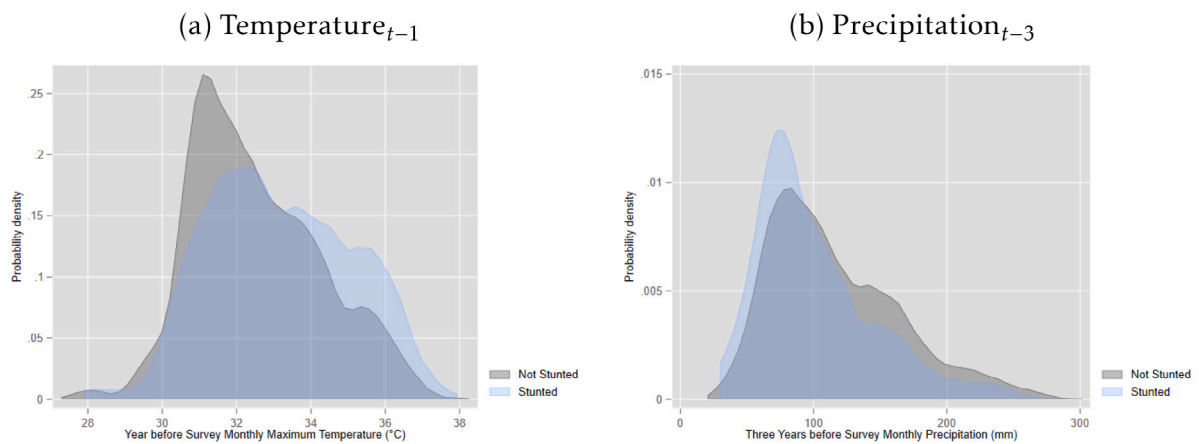 (a) Temperature_{t−1}
(b) Precipitation_{t−3}
.25
.2
.15
.1
.05
0
Probability density
28 30 32 34 36 38
Year before Survey Monthly Maximum Temperature (°C)
Not Stunted
Stunted
.015
.01
.005
0
Probability density
0 100 200 300
Three Years before Survey Monthly Precipitation (mm)
Not Stunted
Stunted